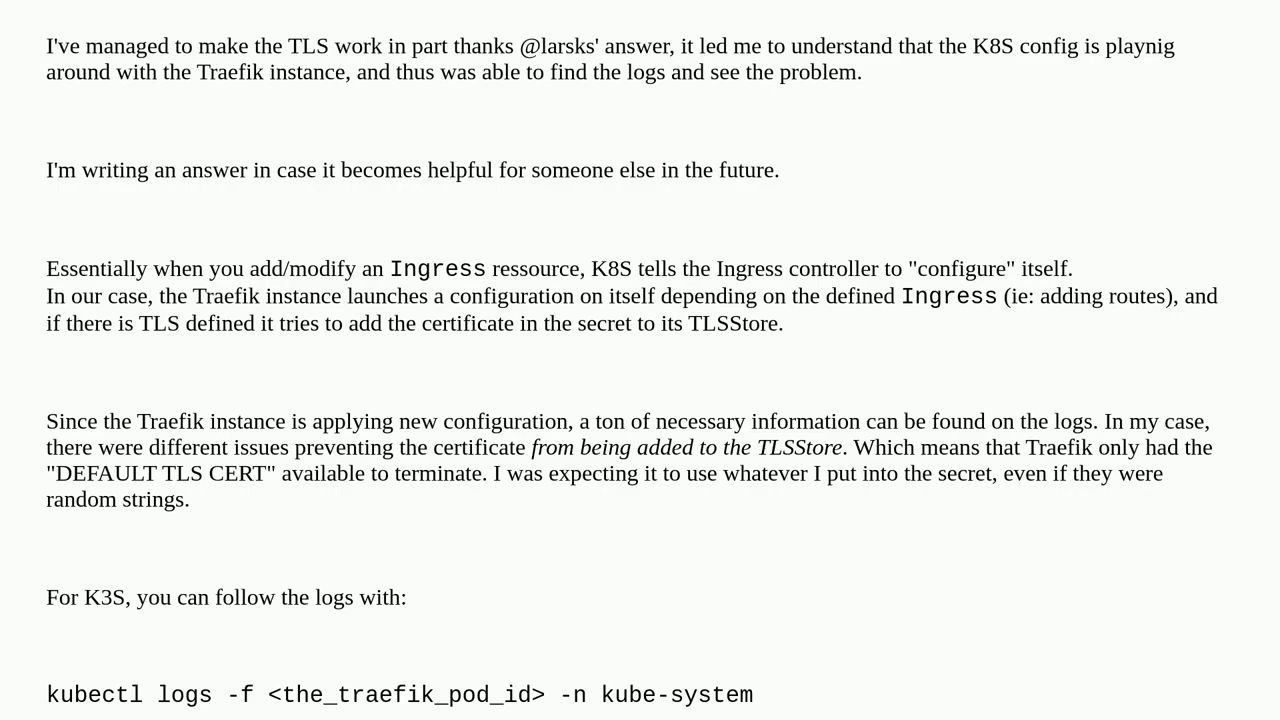 I've managed to make the TLS work in part thanks @larsks' answer, it led me to understand that the K8S config is playnig
around with the Traefik instance, and thus was able to find the logs and see the problem.
I'm writing an answer in case it becomes helpful for someone else in the future.
Essentially when you add/modify an Ingress ressource, K8S tells the Ingress controller to "configure" itself.
In our case, the Traefik instance launches a configuration on itself depending on the defined Ingress (ie: adding routes), and
if there is TLS defined it tries to add the certificate in the secret to its TLSStore.
Since the Traefik instance is applying new configuration, a ton of necessary information can be found on the logs. In my case,
there were different issues preventing the certificate from being added to the TLSStore. Which means that Traefik only had the
"DEFAULT TLS CERT" available to terminate. I was expecting it to use whatever I put into the secret, even if they were
random strings.
For K3S, you can follow the logs with:
kubectl logs -f <the_traefik_pod_id> -n kube-system